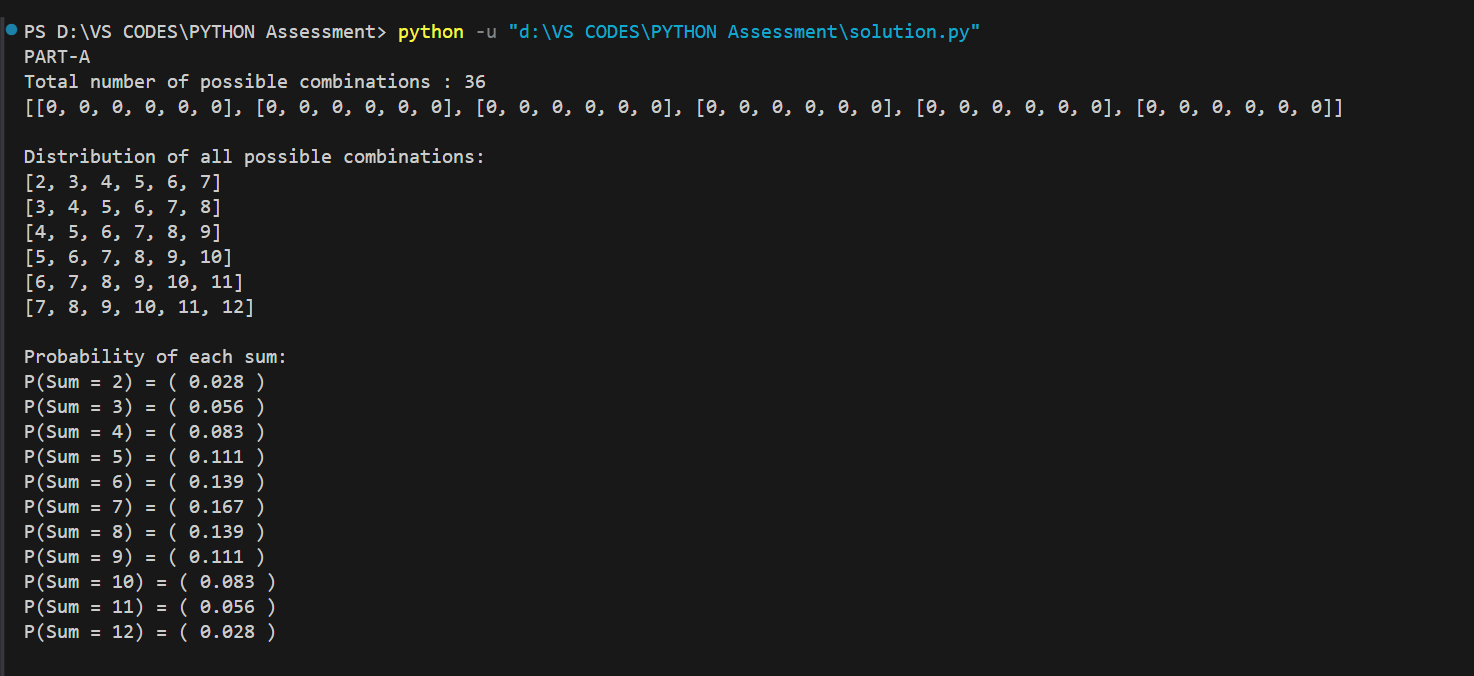 PS D:\VS CODES\PYTHON Assessment> python -u "d:\VS CODES\PYTHON Assessment\solution.py"
PART-A
Total number of possible combinations : 36
[[0, 0, 0, 0, 0, 0], [0, 0, 0, 0, 0, 0], [0, 0, 0, 0, 0, 0], [0, 0, 0, 0, 0, 0], [0, 0, 0, 0, 0, 0], [0, 0, 0, 0, 0, 0]]
Distribution of all possible combinations:
[2, 3, 4, 5, 6, 7]
[3, 4, 5, 6, 7, 8]
[4, 5, 6, 7, 8, 9]
[5, 6, 7, 8, 9, 10]
[6, 7, 8, 9, 10, 11]
[7, 8, 9, 10, 11, 12]
Probability of each sum:
P(Sum = 2) = ( 0.028 )
P(Sum = 3) = ( 0.056 )
P(Sum = 4) = ( 0.083 )
P(Sum = 5) = ( 0.111 )
P(Sum = 6) = ( 0.139 )
P(Sum = 7) = ( 0.167 )
P(Sum = 8) = ( 0.139 )
P(Sum = 9) = ( 0.111 )
P(Sum = 10) = ( 0.083 )
P(Sum = 11) = ( 0.056 )
P(Sum = 12) = ( 0.028 )